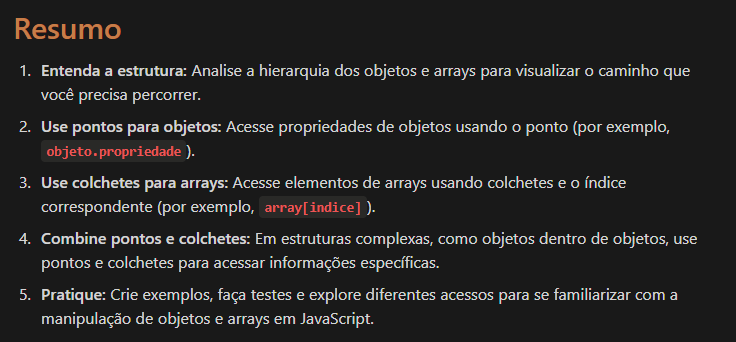 Resumo
1. Entenda a estrutura: Analise a hierarquia dos objetos e arrays para visualizar o caminho que
você precisa percorrer.
2. Use pontos para objetos: Acesse propriedades de objetos usando o ponto (por exemplo,
objeto.propriedade).
3. Use colchetes para arrays: Acesse elementos de arrays usando colchetes e o índice
correspondente (por exemplo, array[indice]).
4. Combine pontos e colchetes: Em estruturas complexas, como objetos dentro de objetos, use
pontos e colchetes para acessar informações específicas.
5. Pratique: Crie exemplos, faça testes e explore diferentes acessos para se familiarizar com a
manipulação de objetos e arrays em JavaScript.